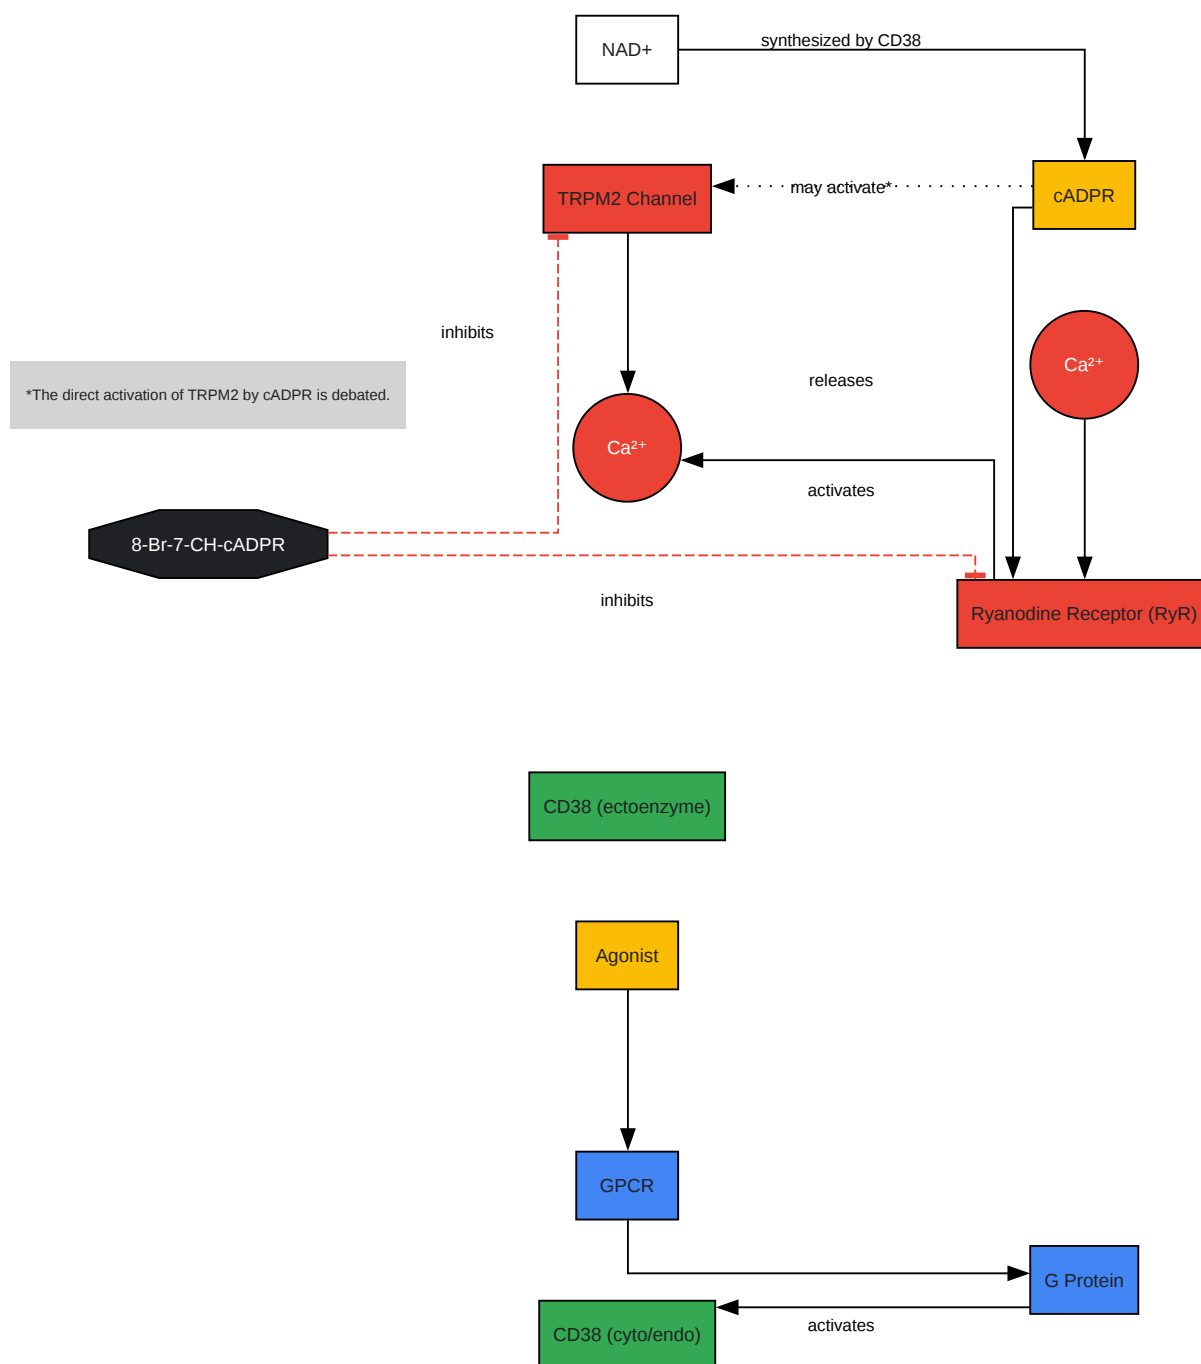 NAD+
synthesized by CD38
TRPM2 Channel
may activate*
cADPR
inhibits
Ca²⁺
releases
*The direct activation of TRPM2 by cADPR is debated.
Ca²⁺
activates
8-Br-7-CH-cADPR
inhibits
Ryanodine Receptor (RyR)
CD38 (ectoenzyme)
Agonist
GPCR
G Protein
activates
CD38 (cyto/endo)